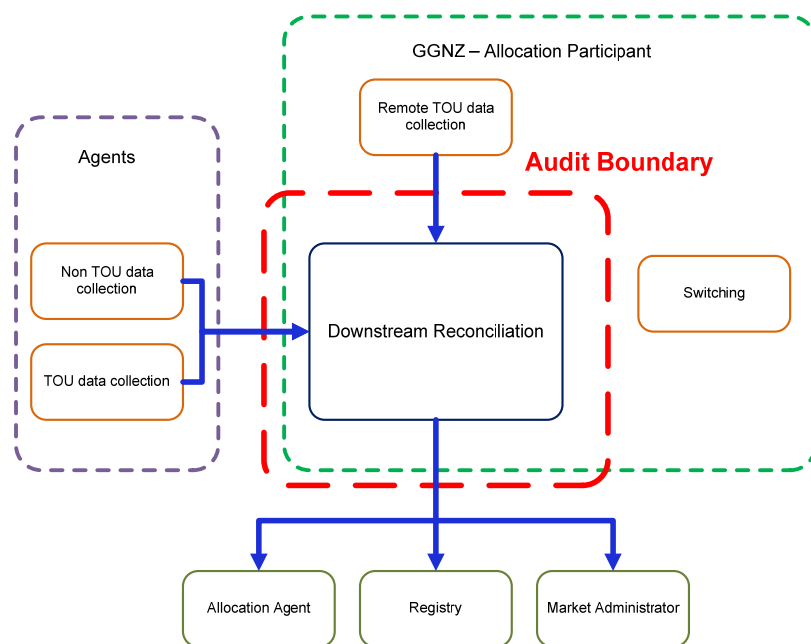 GGNZ – Allocation Participant
Remote TOU data
collection
Agents
Audit Boundary
Non TOU data
collection
Switching
Downstream Reconciliation
TOU data collection
Allocation Agent
Registry
Market Administrator